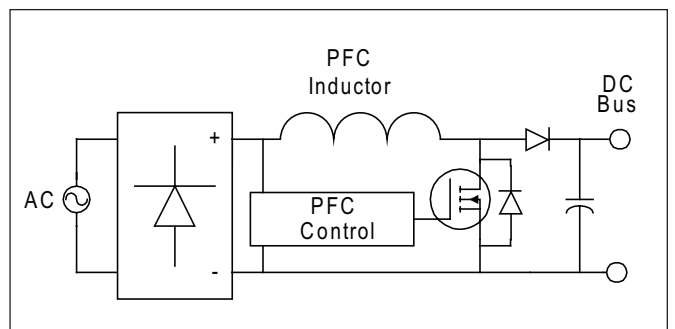 PFC
Inductor
DC
Bus
+
AC
PFC
Control
-